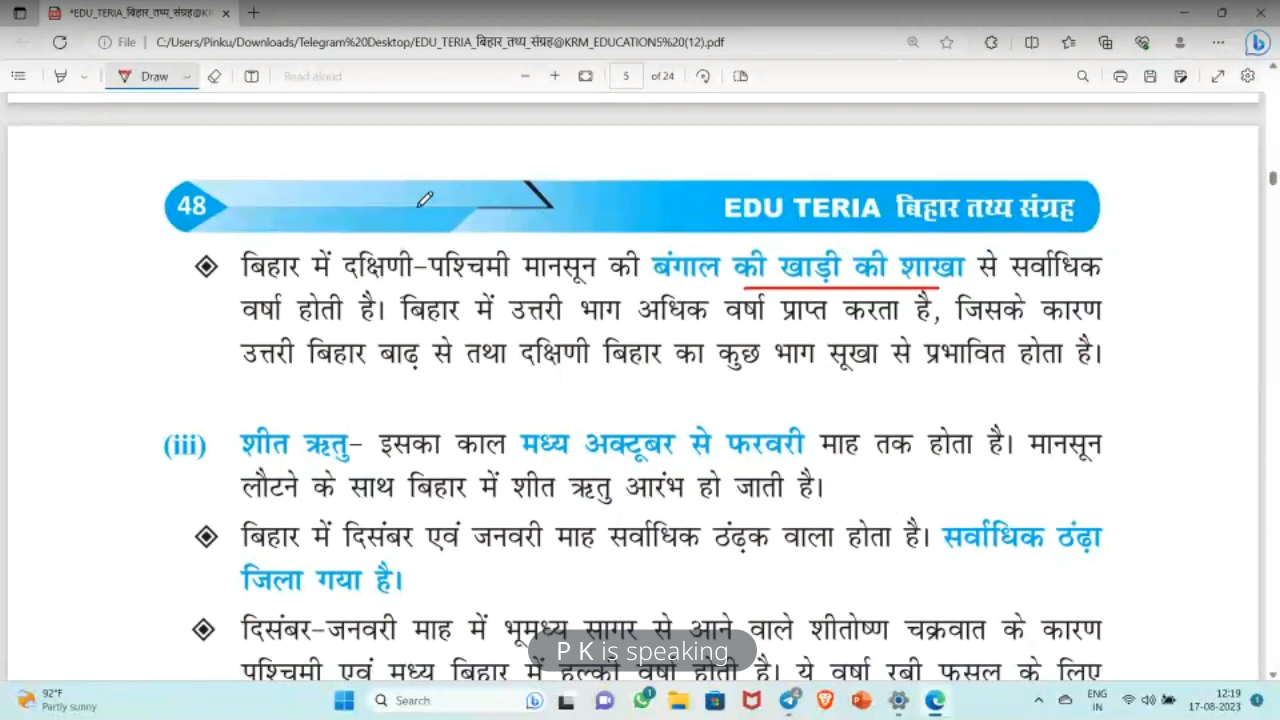 *EDU_TERIA_बिहार_तथ्य_संग्रह@KR
File C:/Users/Pinku/Downloads/Telegram%20Desktop/EDU_TERIA_बिहार_तथ्य_संग्रह@KRM_EDUCATION5%20(12).pdf
Draw Read aloud 5 of 24
48 EDU TERIA बिहार तथ्य संग्रह
बिहार में दक्षिणी-पश्चिमी मानसून की बंगाल की खाड़ी की शाखा से सर्वाधिक
वर्षा होती है। बिहार में उत्तरी भाग अधिक वर्षा प्राप्त करता है, जिसके कारण
उत्तरी बिहार बाढ़ से तथा दक्षिणी बिहार का कुछ भाग सूखा से प्रभावित होता है।
(iii) शीत ऋतु- इसका काल मध्य अक्टूबर से फरवरी माह तक होता है। मानसून
लौटने के साथ बिहार में शीत ऋतु आरंभ हो जाती है।
बिहार में दिसंबर एवं जनवरी माह सर्वाधिक ठंढ़क वाला होता है। सर्वाधिक ठंढ़ा
जिला गया है।
दिसंबर-जनवरी माह में भूमध्य सागर से आने वाले शीतोष्ण चक्रवात के कारण
P K is speaking
पश्चिमी एवं मध्य बिहार में हल्की वर्षा होती है। ये वर्षा रबी फसल के लिए
92°F
Partly sunny
Search
ENG
IN
12:19
17-08-2023